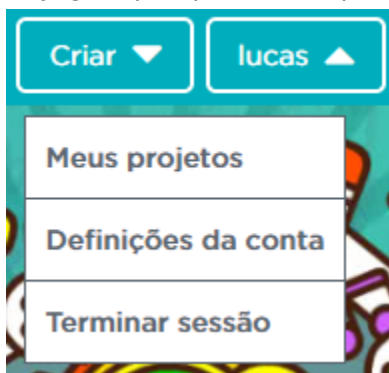 Criar
lucas
Meus projetos
Definições da conta
Terminar sessão